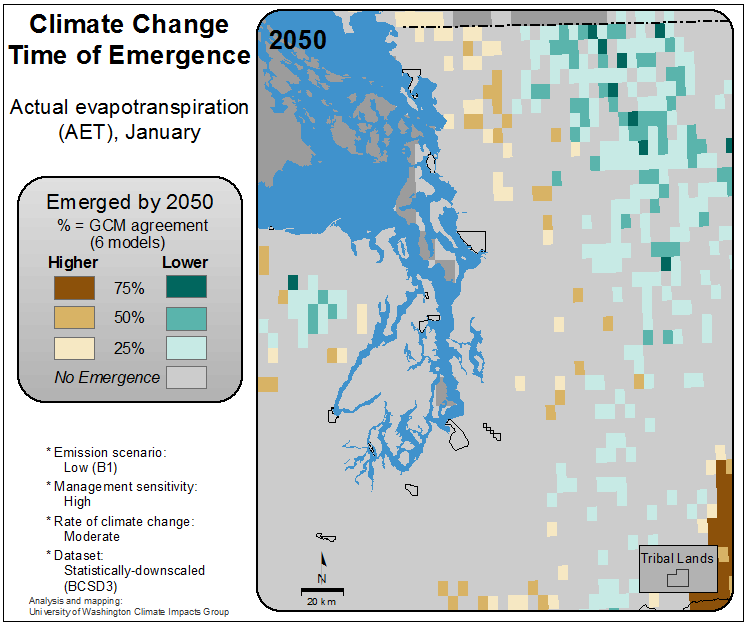 Climate Change
Time of Emergence
Actual evapotranspiration
(AET), January
Emerged by 2050
% = GCM agreement
(6 models)
Higher Lower
75%
50%
25%
No Emergence
* Emission scenario:
Low (B1)
* Management sensitivity:
High
* Rate of climate change:
Moderate
* Dataset:
Statistically-downscaled
(BCSD3)
Analysis and mapping:
University of Washington Climate Impacts Group
2050
N
20 km
Tribal Lands